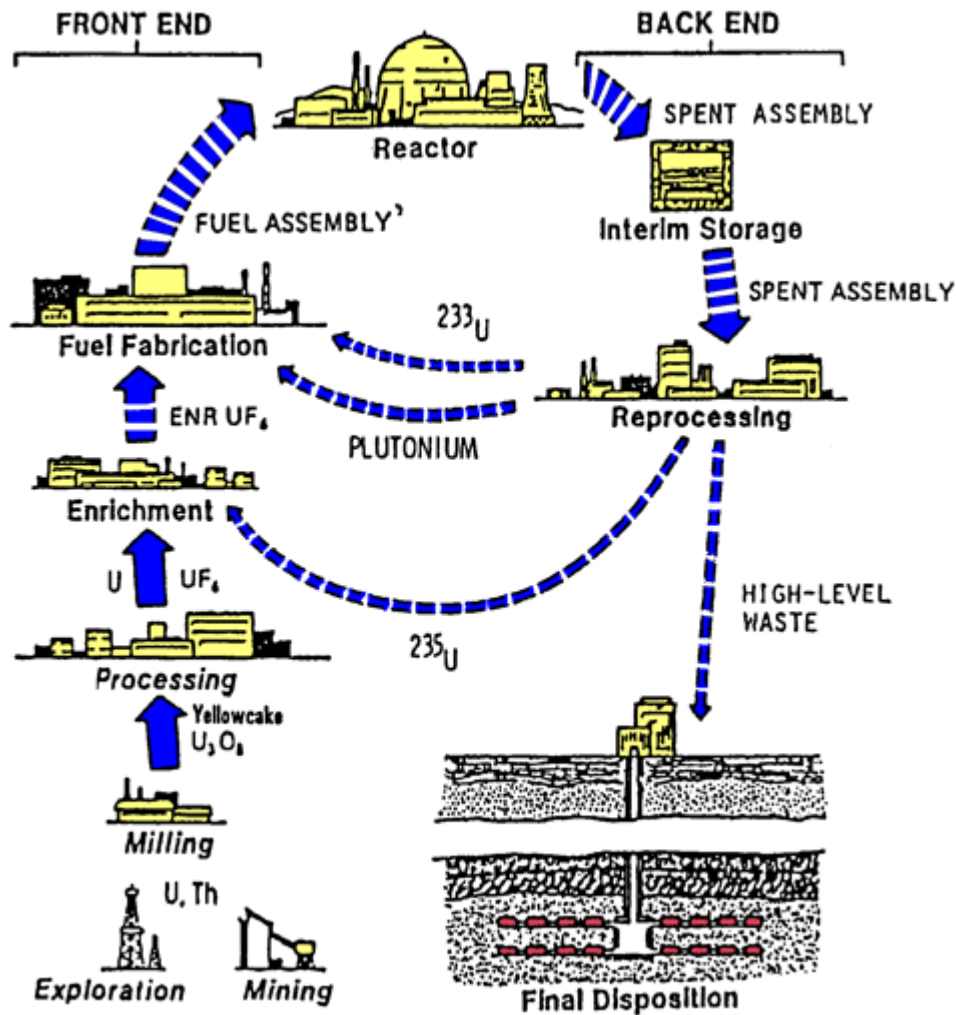 FRONT END
BACK END
Reactor
SPENT ASSEMBLY
Interim Storage
FUEL ASSEMBLY
SPENT ASSEMBLY
Fuel Fabrication
233U
Reprocessing
ENR UF6
PLUTONIUM
Enrichment
U UF6
235U
HIGH-LEVEL
WASTE
Processing
Yellowcake
U3O8
Milling
U, Th
Exploration
Mining
Final Disposition